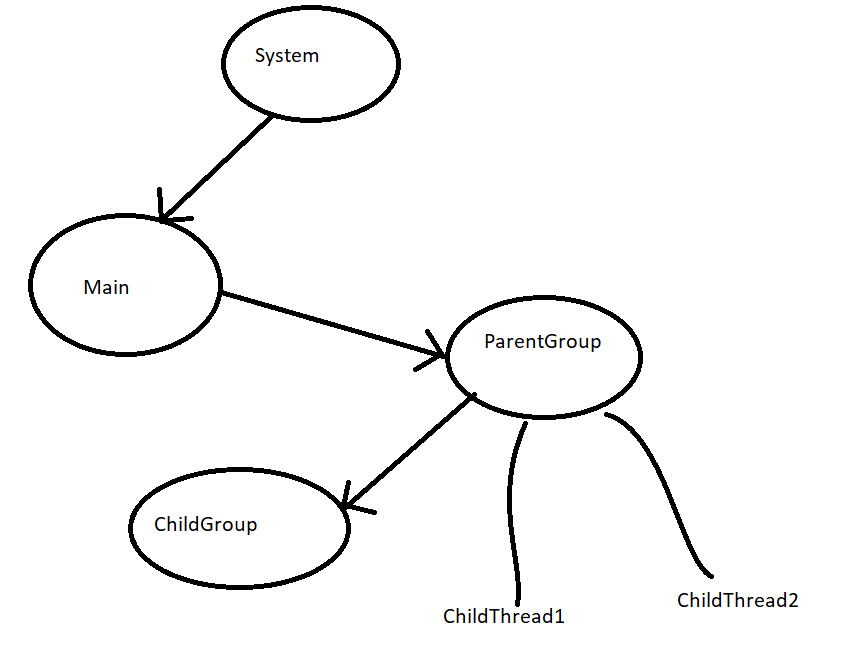 System
Main
ParentGroup
ChildGroup
ChildThread1
ChildThread2